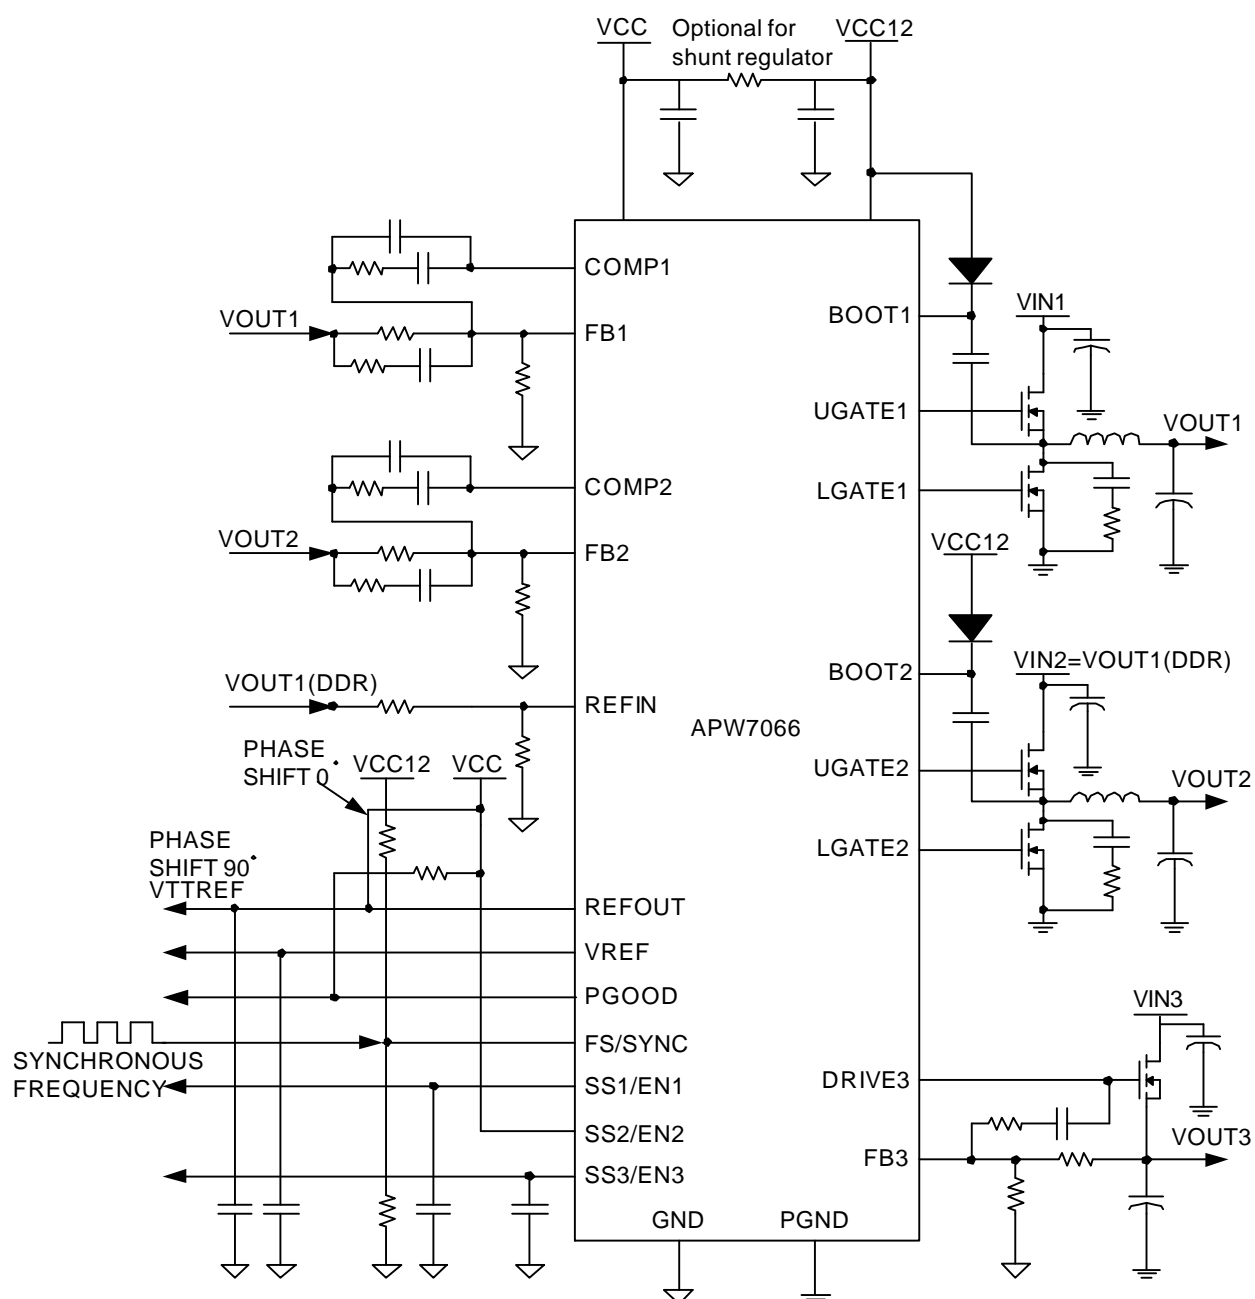 VCC
Optional for
shunt regulator
VCC12
COMP1
VOUT1
FB1
BOOT1
VIN1
UGATE1
VOUT1
LGATE1
COMP2
VOUT2
FB2
VCC12
VOUT1(DDR)
REFIN
APW7066
BOOT2
VIN2=VOUT1(DDR)
PHASE
SHIFT 0°
VCC12
VCC
UGATE2
VOUT2
LGATE2
PHASE
SHIFT 90°
VTTREF
REFOUT
VREF
PGOOD
FS/SYNC
SYNCHRONOUS
FREQUENCY
SS1/EN1
SS2/EN2
SS3/EN3
VIN3
DRIVE3
FB3
VOUT3
GND
PGND